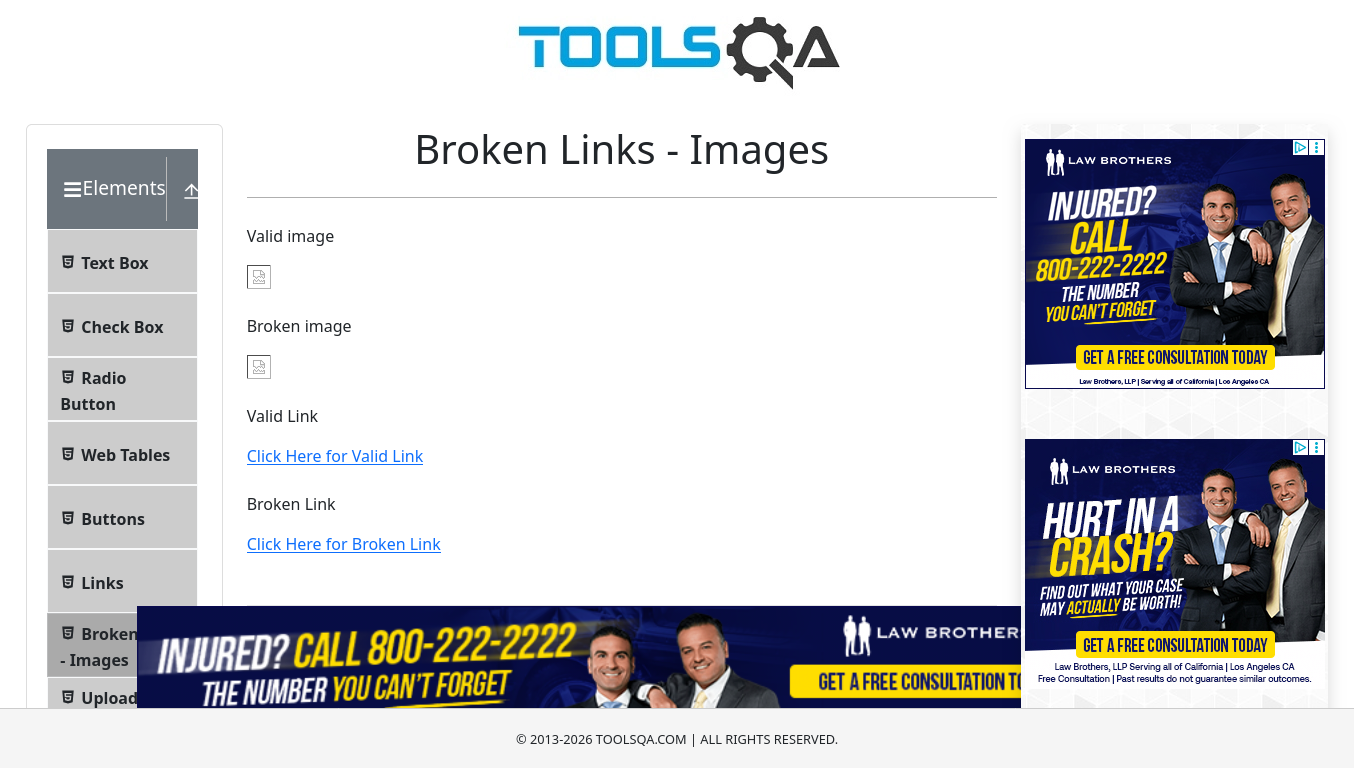 TOOLSQA
Elements
Text Box
Check Box
Radio
Button
Web Tables
Buttons
Links
Broken
- Images
Upload
Broken Links - Images
Valid image
Broken image
Valid Link
Click Here for Valid Link
Broken Link
Click Here for Broken Link
LAW BROTHERS
INJURED?
CALL
800-222-2222
THE NUMBER
YOU CAN'T FORGET
GET A FREE CONSULTATION TODAY
Law Brothers, LLP | Serving all of California | Los Angeles CA
LAW BROTHERS
HURT IN A
CRASH?
FIND OUT WHAT YOUR CASE
MAY ACTUALLY BE WORTH!
GET A FREE CONSULTATION TODAY
Law Brothers, LLP Serving all of California | Los Angeles CA
Free Consultation | Past results do not guarantee similar outcomes.
INJURED? CALL 800-222-2222
THE NUMBER YOU CAN'T FORGET
LAW BROTHER
GET A FREE CONSULTATION TO
© 2013-2026 TOOLSQA.COM | ALL RIGHTS RESERVED.